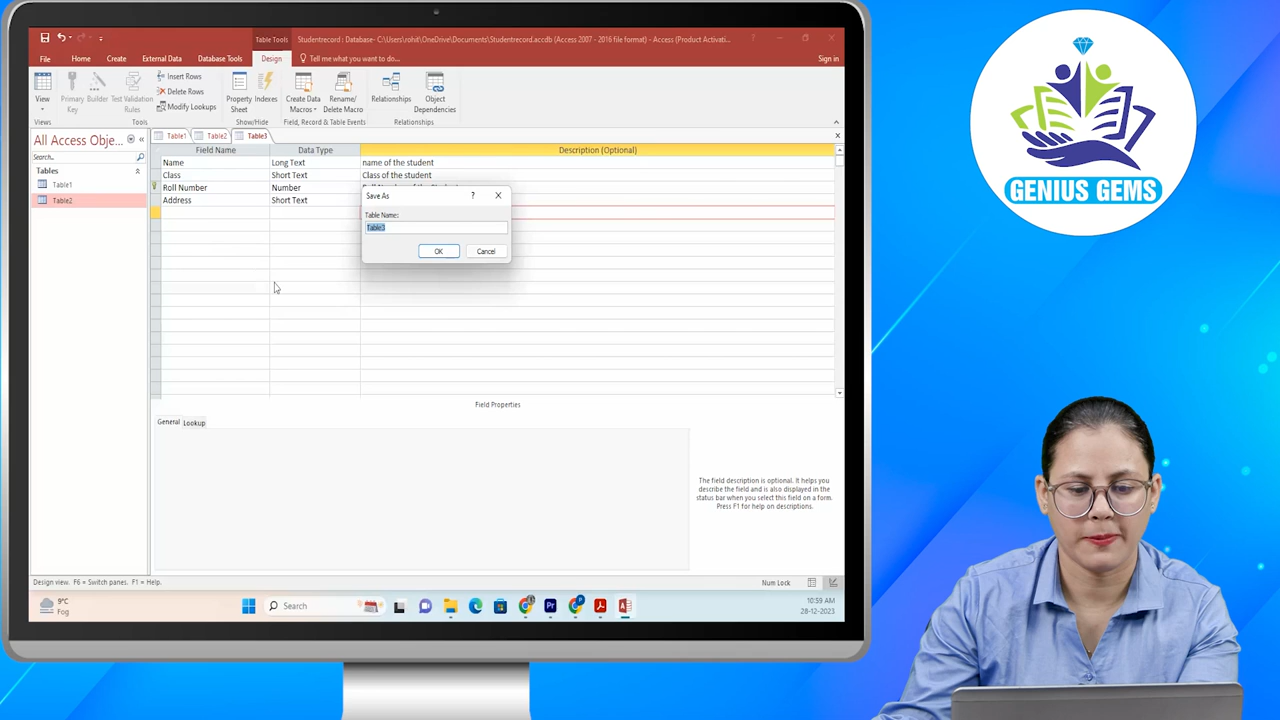 Table Tools
Studentrecord : Database- C:\Users\rohit\OneDrive\Documents\Studentrecord.accdb (Access 2007 - 2016 file format) - Access (Product Activati...
File Home Create External Data Database Tools Design Tell me what you want to do... Sign in
View
Primary Key
Builder
Test Validation Rules
Insert Rows
Delete Rows
Modify Lookups
Property Sheet
Indexes
Create Data Macros
Rename/ Delete Macro
Relationships
Object Dependencies
Views Tools Show/Hide Field, Record & Table Events Relationships
All Access Obje...
Search...
Tables
Table1
Table2
Table1 Table2 Table3
Field Name Data Type Description (Optional)
Name Long Text name of the student
Class Short Text Class of the student
Roll Number Number
Address Short Text
Save As
Table Name:
Table3
OK Cancel
Field Properties
General Lookup
The field description is optional. It helps you
describe the field and is also displayed in the
status bar when you select this field on a form.
Press F1 for help on descriptions.
Design view. F6 = Switch panes. F1 = Help.
Num Lock
9°C
Fog
Search
10:59 AM
28-12-2023
GENIUS GEMS